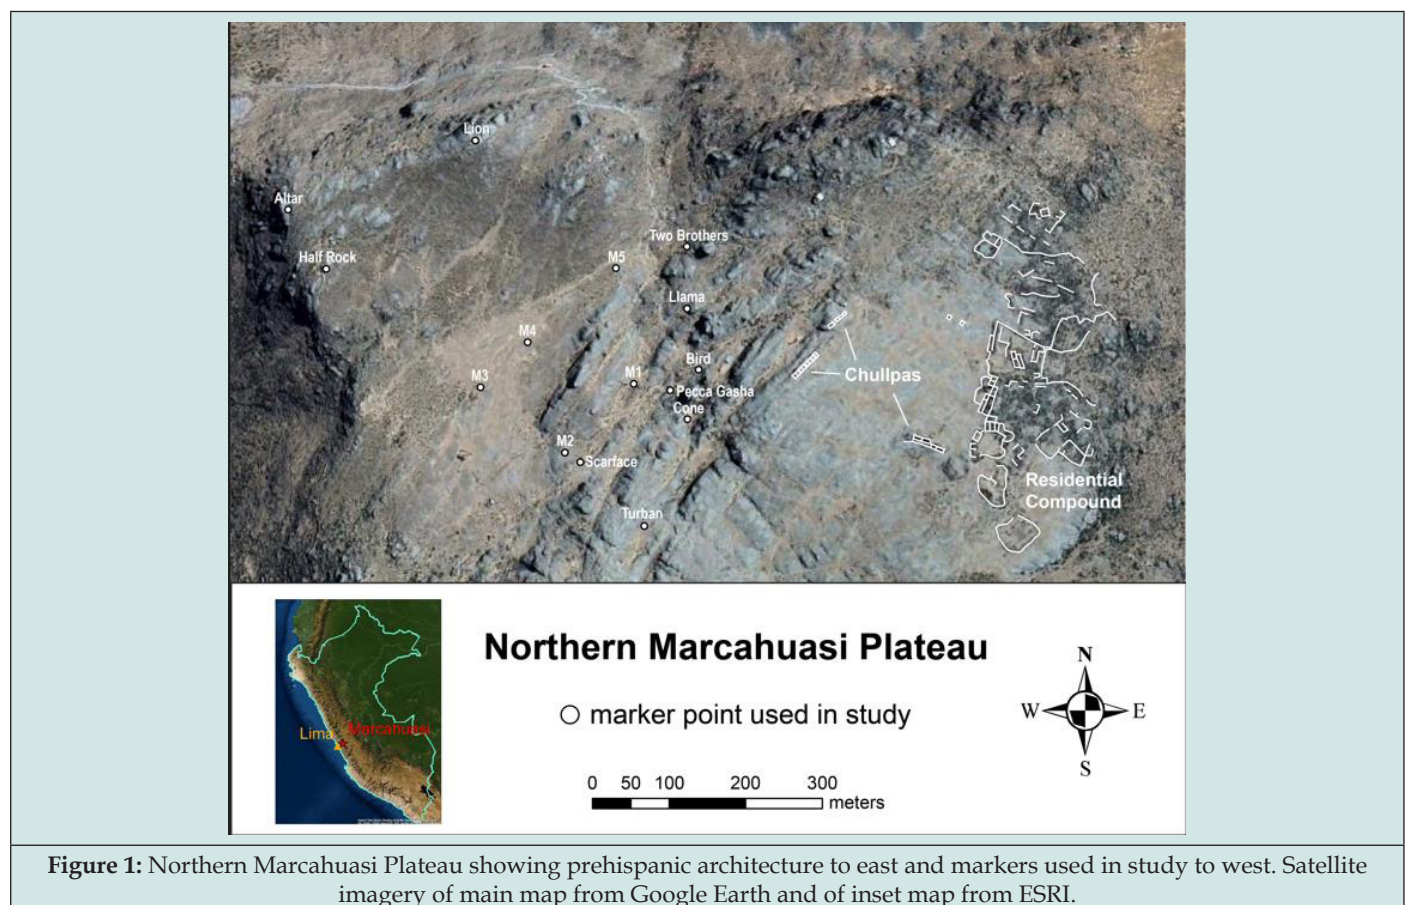 Lion
Altar
Two Brothers
Half Rock
M5
Llama
M4
Bird
M3
M1
Chullpas
Pecca Gasha
Cone
M2
Scarface
Residential
Compound
Turban
Northern Marcahuasi Plateau
marker point used in study
0 50 100 200 300
meters
N
W E
S
Lima
Marcahuasi
Figure 1: Northern Marcahuasi Plateau showing prehispanic architecture to east and markers used in study to west. Satellite
imagery of main map from Google Earth and of inset map from ESRI.